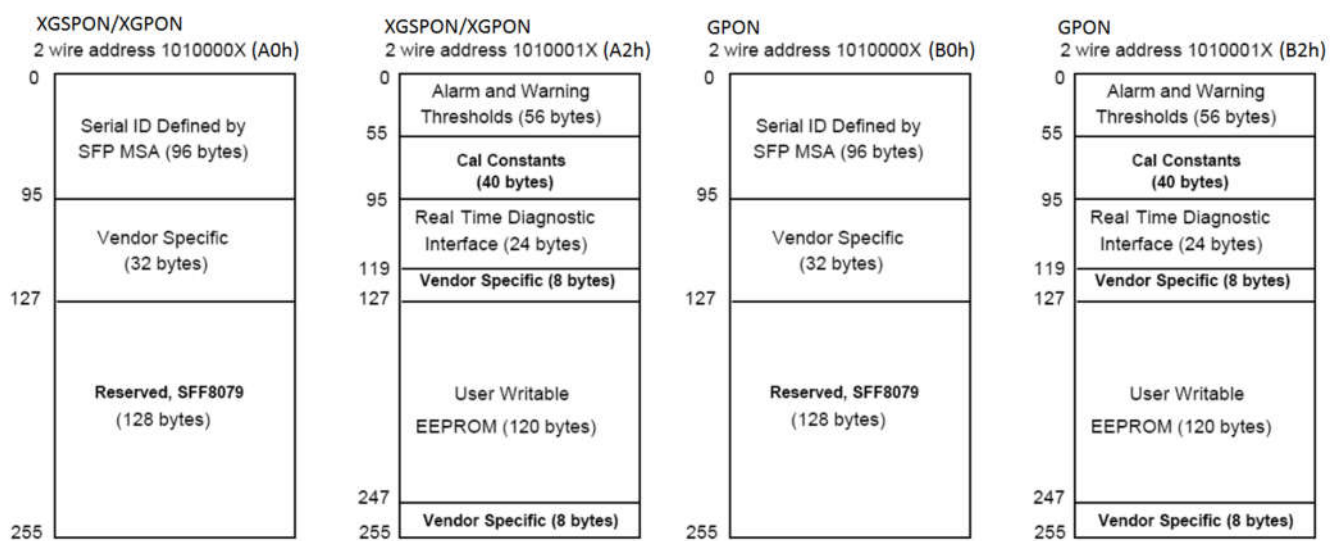 XGSPON/XGPON
2 wire address 1010000X (A0h)
0
Serial ID Defined by
SFP MSA (96 bytes)
95
Vendor Specific
(32 bytes)
127
Reserved, SFF8079
(128 bytes)
255
XGSPON/XGPON
2 wire address 1010001X (A2h)
0
Alarm and Warning
Thresholds (56 bytes)
55
Cal Constants
(40 bytes)
95
Real Time Diagnostic
Interface (24 bytes)
119
Vendor Specific (8 bytes)
127
User Writable
EEPROM (120 bytes)
247
Vendor Specific (8 bytes)
255
GPON
2 wire address 1010000X (B0h)
0
Serial ID Defined by
SFP MSA (96 bytes)
95
Vendor Specific
(32 bytes)
127
Reserved, SFF8079
(128 bytes)
255
GPON
2 wire address 1010001X (B2h)
0
Alarm and Warning
Thresholds (56 bytes)
55
Cal Constants
(40 bytes)
95
Real Time Diagnostic
Interface (24 bytes)
119
Vendor Specific (8 bytes)
127
User Writable
EEPROM (120 bytes)
247
Vendor Specific (8 bytes)
255